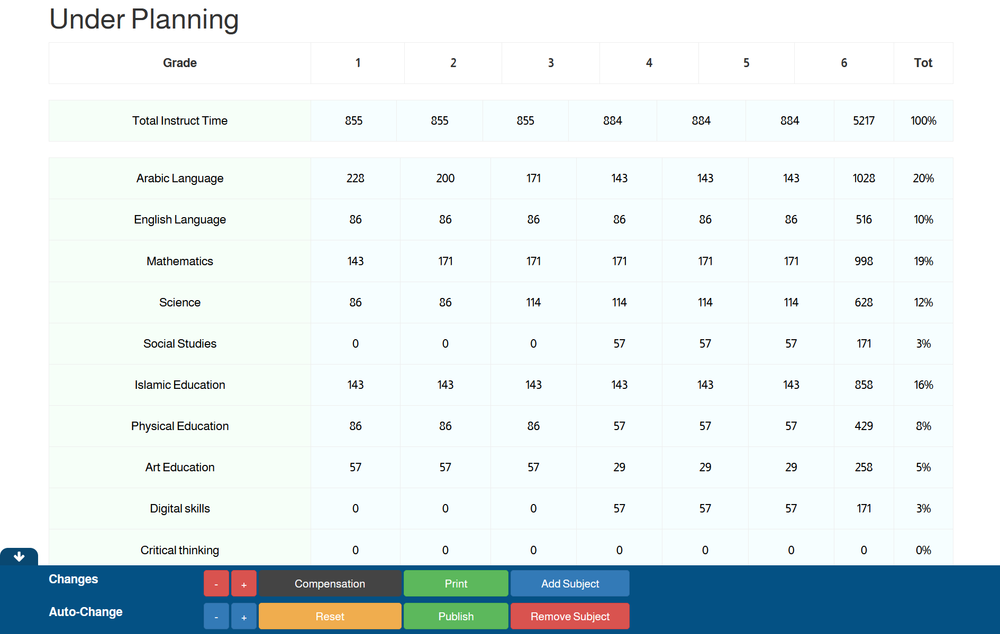 Under Planning
Grade 1 2 3 4 5 6 Tot
Total Instruct Time 855 855 855 884 884 884 5217 100%
Arabic Language 228 200 171 143 143 143 1028 20%
English Language 86 86 86 86 86 86 516 10%
Mathematics 143 171 171 171 171 171 998 19%
Science 86 86 114 114 114 114 628 12%
Social Studies 0 0 0 57 57 57 171 3%
Islamic Education 143 143 143 143 143 143 858 16%
Physical Education 86 86 86 57 57 57 429 8%
Art Education 57 57 57 29 29 29 258 5%
Digital skills 0 0 0 57 57 57 171 3%
Critical thinking 0 0 0 0 0 0 0 0%
Changes - + Compensation Print Add Subject
Auto-Change - + Reset Publish Remove Subject